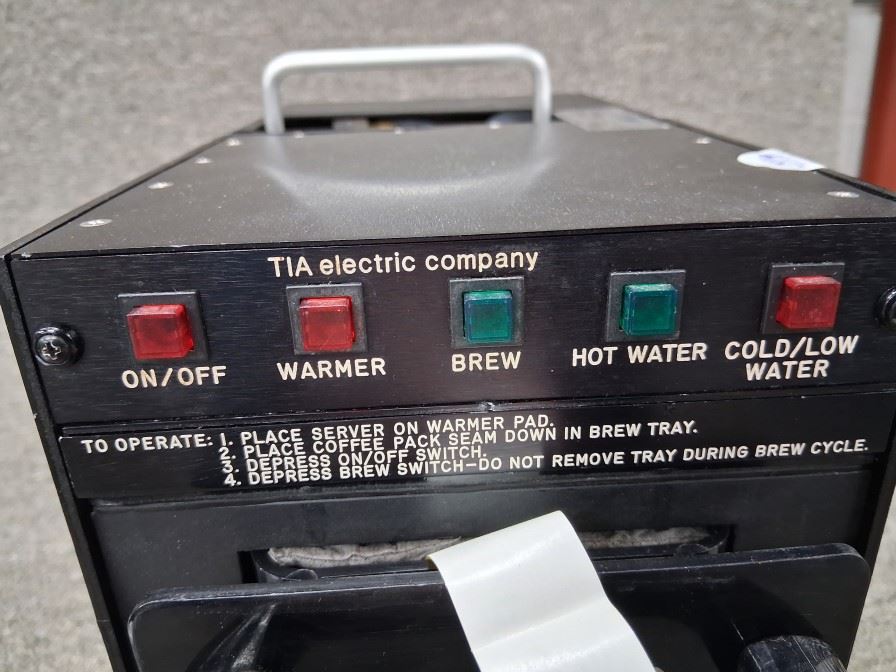 TIA electric company
ON/OFF
WARMER
BREW
HOT WATER
COLD/LOW
WATER
TO OPERATE: 1. PLACE SERVER ON WARMER PAD.
2. PLACE COFFEE PACK SEAM DOWN IN BREW TRAY.
3. DEPRESS ON/OFF SWITCH.
4. DEPRESS BREW SWITCH-DO NOT REMOVE TRAY DURING BREW CYCLE.